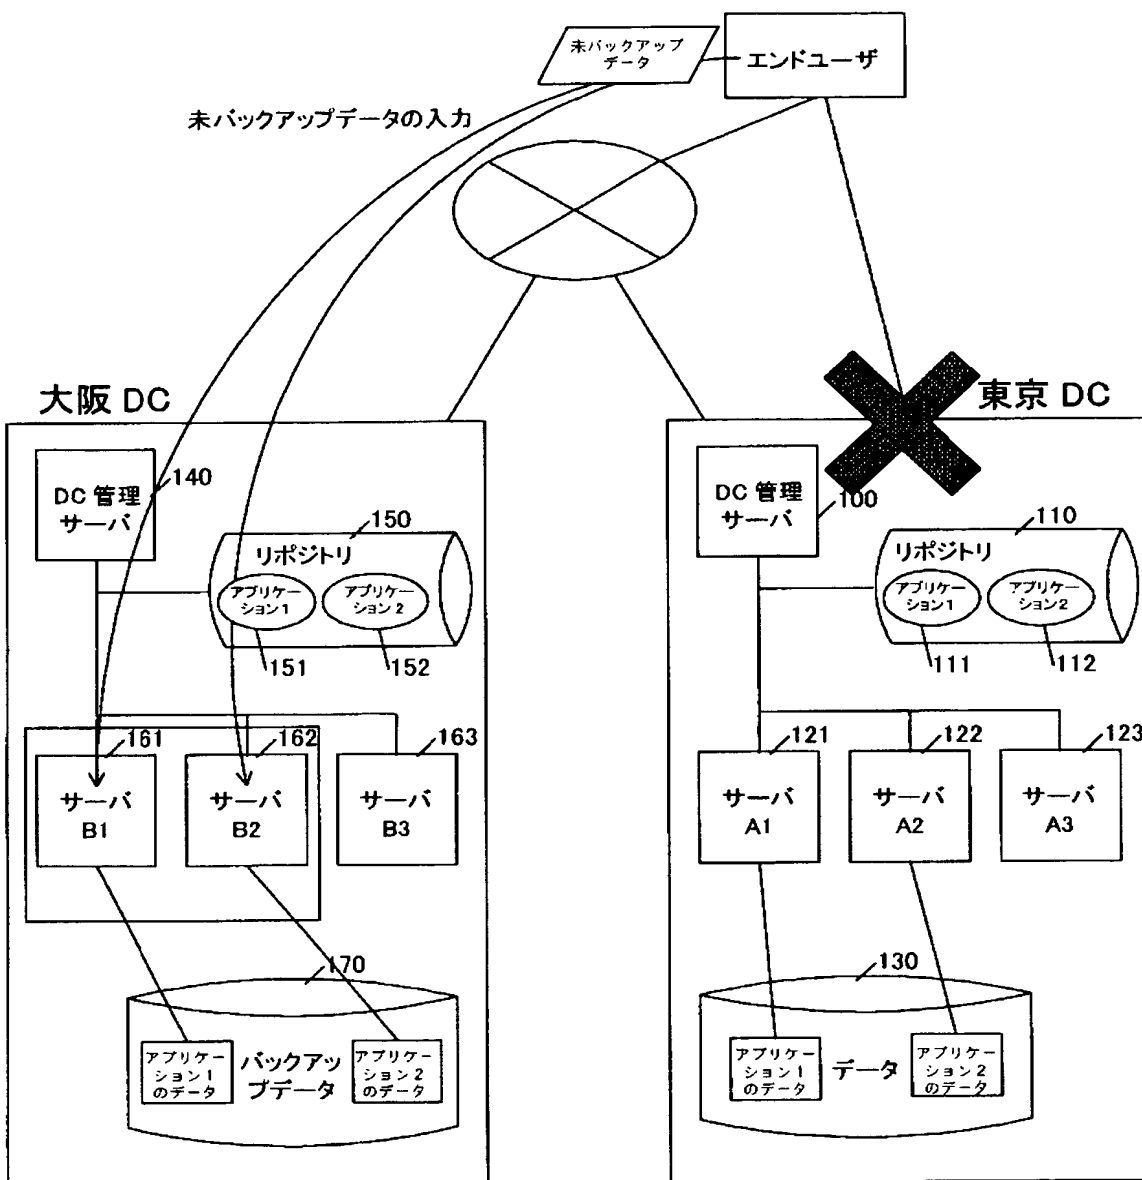 未バックアップ
データ
エンドユーザ
未バックアップデータの入力
大阪 DC
DC 管理
サーバ
140
150
リポジトリ
アプリケー
ション1
アプリケー
ション2
151
152
161
162
163
サーバ
B1
サーバ
B2
サーバ
B3
170
アプリケー
ション1
のデータ
バックアッ
プデータ
アプリケー
ション2
のデータ
東京 DC
DC 管理
サーバ
100
110
リポジトリ
アプリケー
ション1
アプリケー
ション2
111
112
121
122
123
サーバ
A1
サーバ
A2
サーバ
A3
130
アプリケー
ション1
のデータ
データ
アプリケー
ション2
のデータ